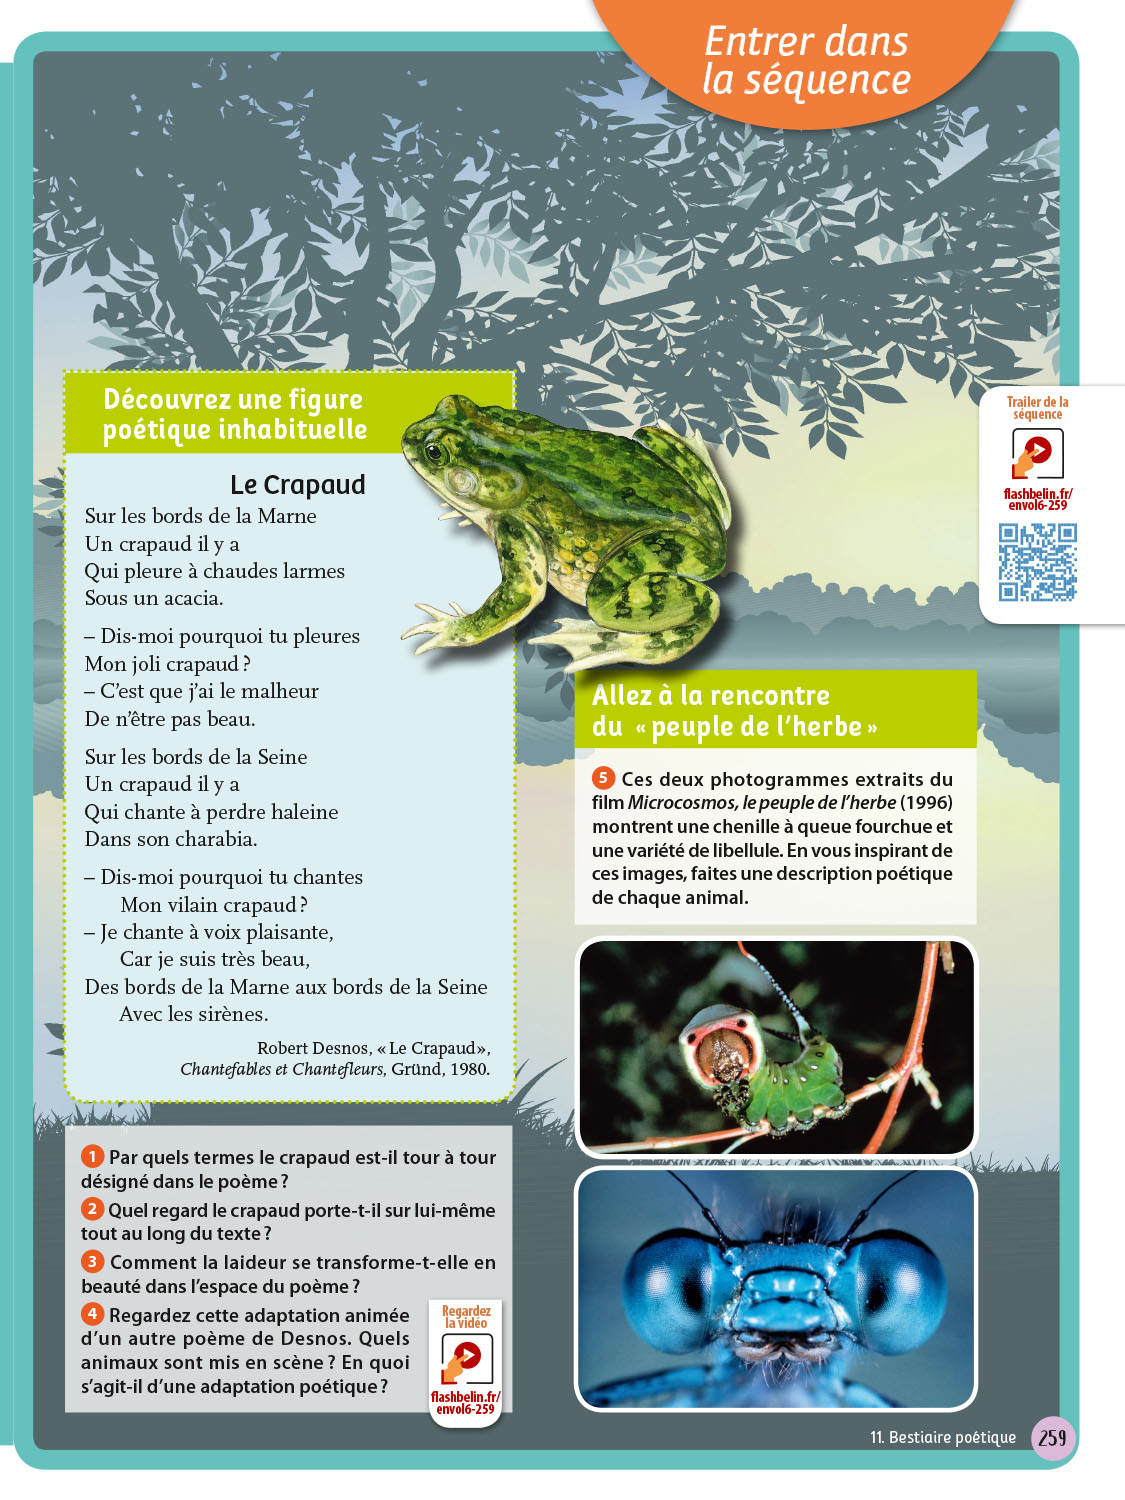 Entrer dans
la séquence
Découvrez une figure
poétique inhabituelle
Le Crapaud
Sur les bords de la Marne
Un crapaud il y a
Qui pleure à chaudes larmes
Sous un acacia.
– Dis-moi pourquoi tu pleures
Mon joli crapaud ?
– C’est que j’ai le malheur
De n’être pas beau.
Sur les bords de la Seine
Un crapaud il y a
Qui chante à perdre haleine
Dans son charabia.
– Dis-moi pourquoi tu chantes
Mon vilain crapaud ?
– Je chante à voix plaisante,
Car je suis très beau,
Des bords de la Marne aux bords de la Seine
Avec les sirènes.
Robert Desnos, « Le Crapaud »,
Chantefables et Chantefleurs, Gründ, 1980.
1 Par quels termes le crapaud est-il tour à tour
désigné dans le poème ?
2 Quel regard le crapaud porte-t-il sur lui-même
tout au long du texte ?
3 Comment la laideur se transforme-t-elle en
beauté dans l’espace du poème ?
4 Regardez cette adaptation animée
d’un autre poème de Desnos. Quels
animaux sont mis en scène ? En quoi
s’agit-il d’une adaptation poétique ?
Regardez
la vidéo
flashbelin.fr/
envol6-259
Trailer de la
séquence
flashbelin.fr/
envol6-259
Allez à la rencontre
du « peuple de l’herbe »
5 Ces deux photogrammes extraits du
film Microcosmos, le peuple de l’herbe (1996)
montrent une chenille à queue fourchue et
une variété de libellule. En vous inspirant de
ces images, faites une description poétique
de chaque animal.
11. Bestiaire poétique 259